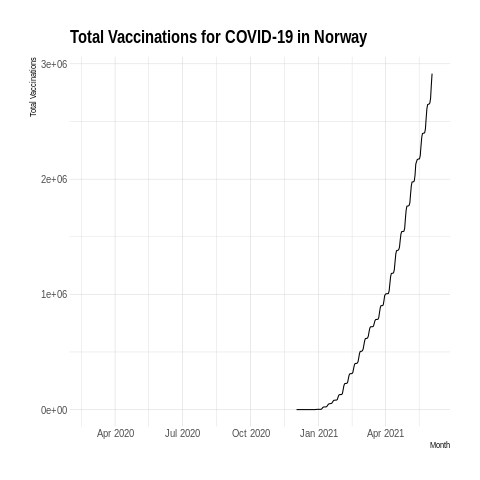 Total Vaccinations for COVID-19 in Norway
Total Vaccinations
3e+06
2e+06
1e+06
0e+00
Apr 2020 Jul 2020 Oct 2020 Jan 2021 Apr 2021
Month